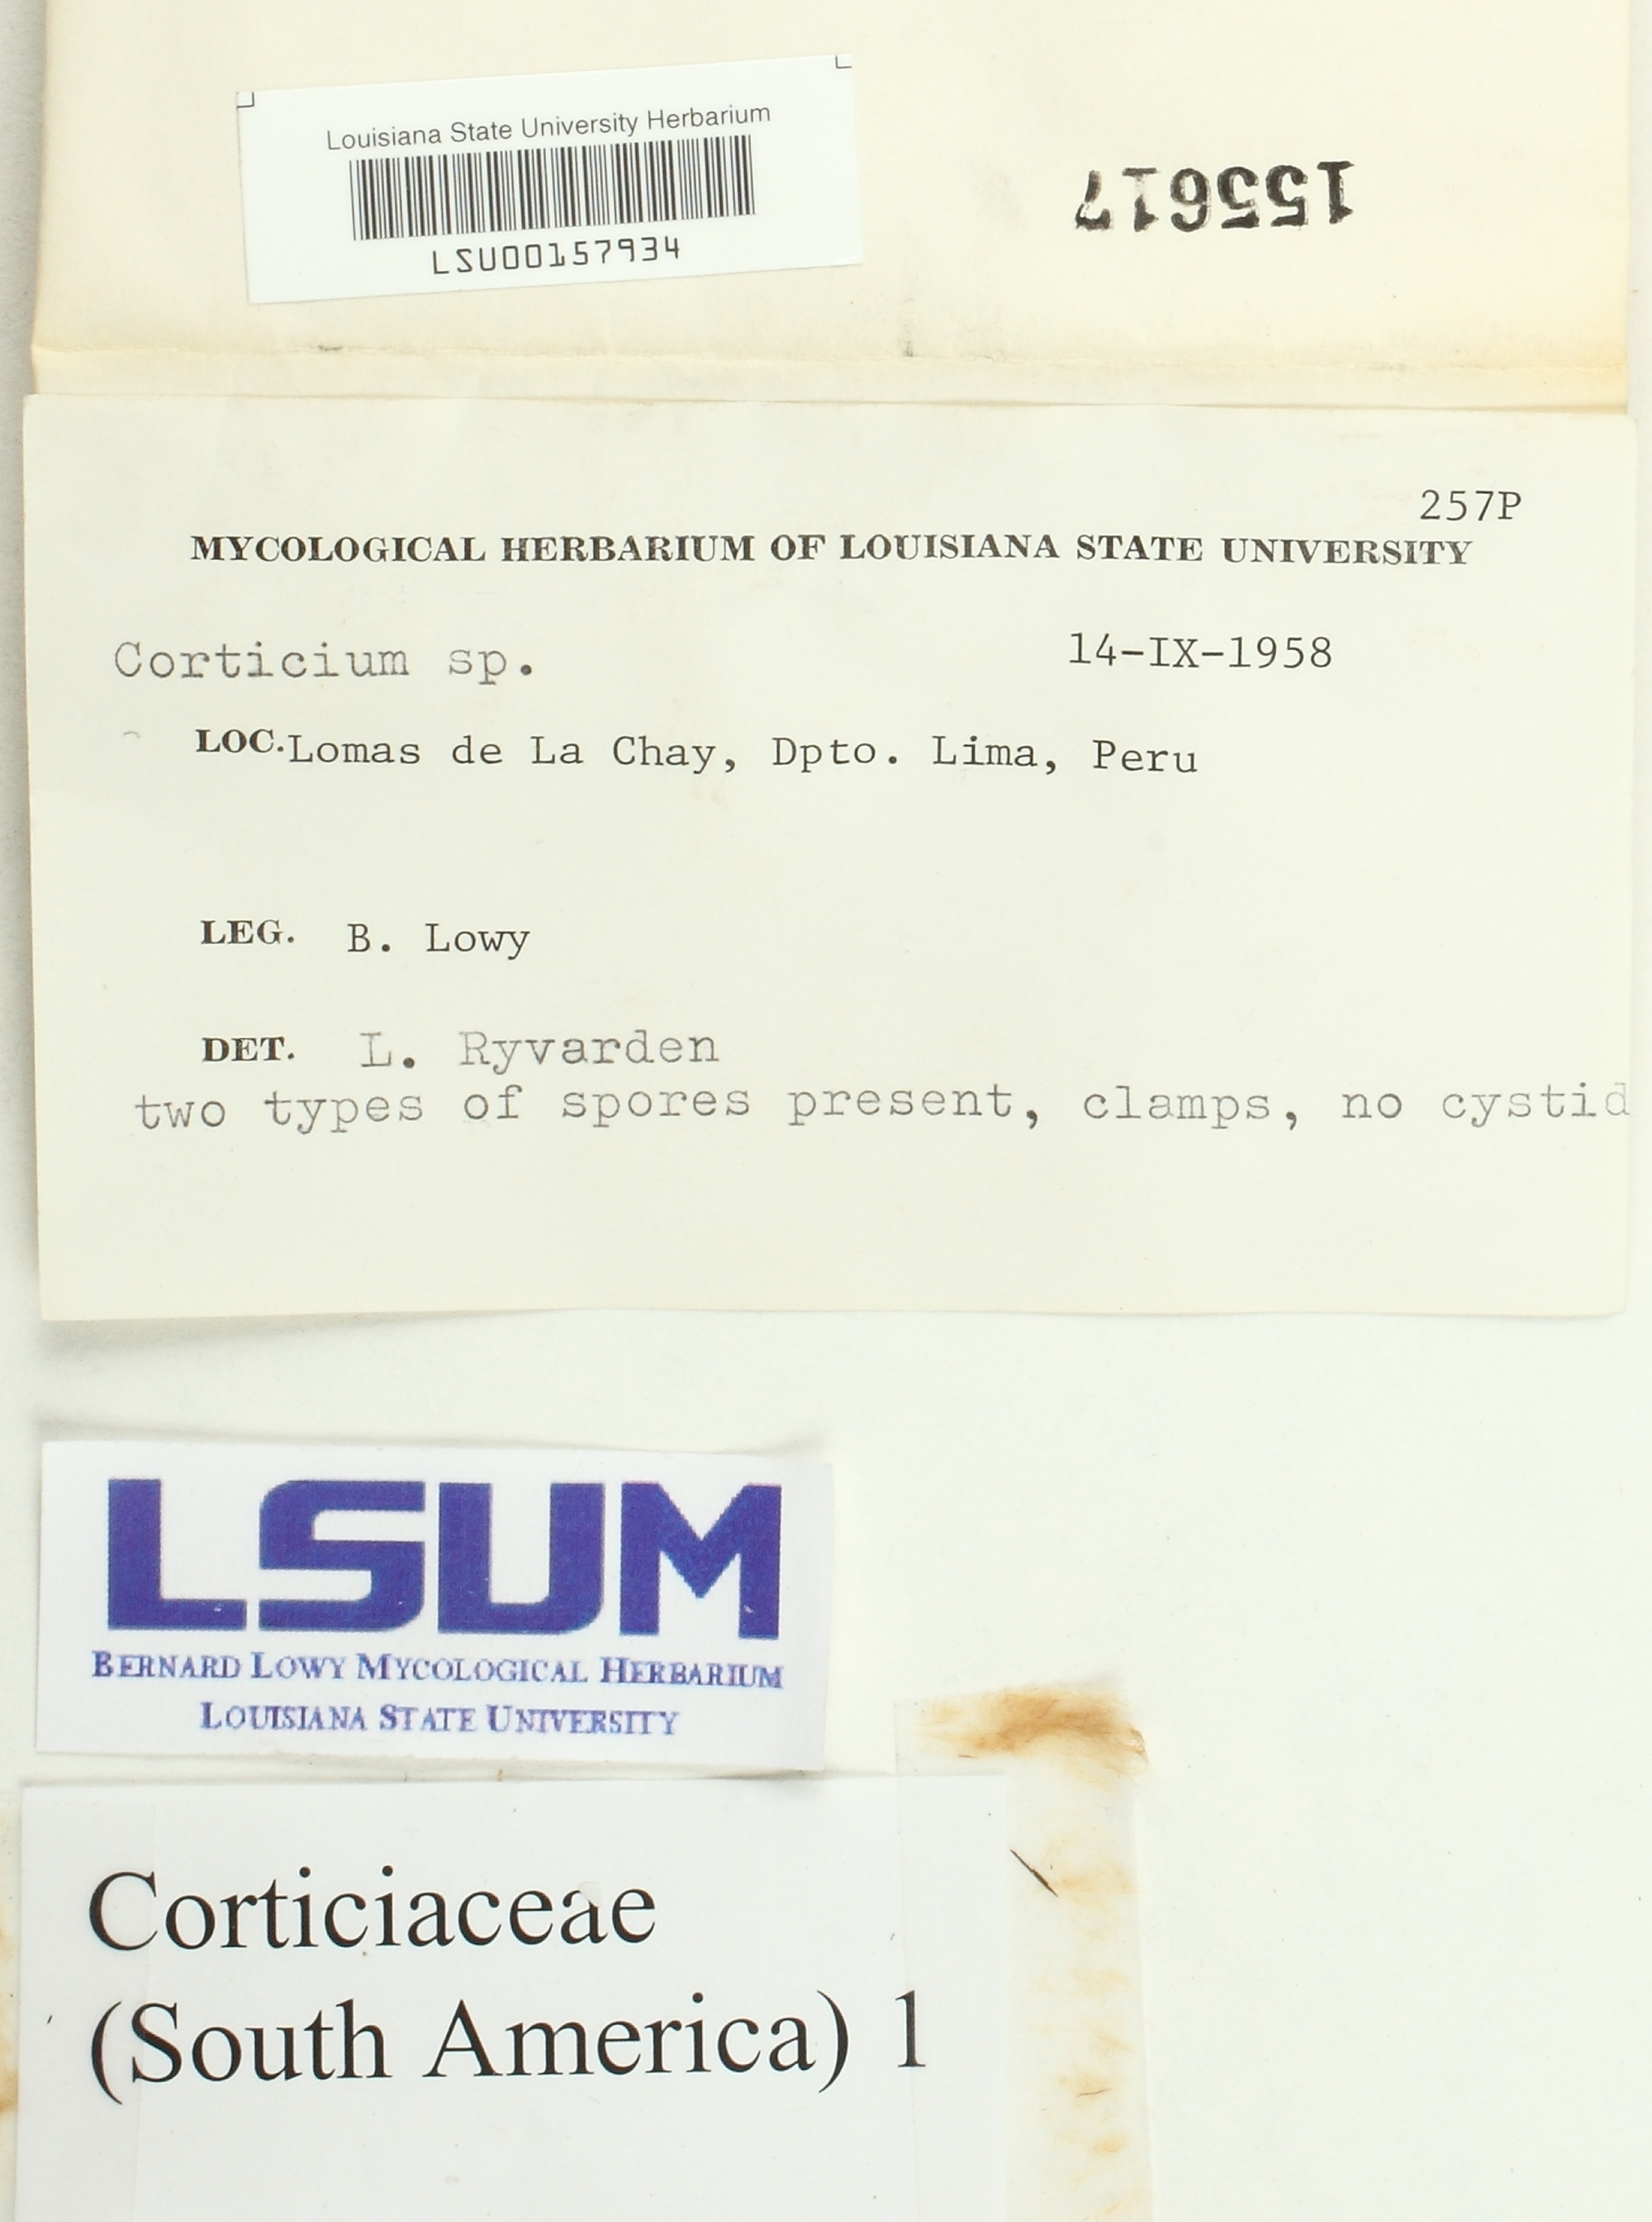 Louisiana State University Herbarium
LSU00157934
155617
257P
MYCOLOGICAL HERBARIUM OF LOUISIANA STATE UNIVERSITY
Corticium sp. 14-IX-1958
LOC. Lomas de La Chay, Dpto. Lima, Peru
LEG. B. Lowy
DET. L. Ryvarden
two types of spores present, clamps, no cystid
LSUM
BERNARD LOWY MYCOLOGICAL HERBARIUM
LOUISIANA STATE UNIVERSITY
Corticiaceae
(South America) 1